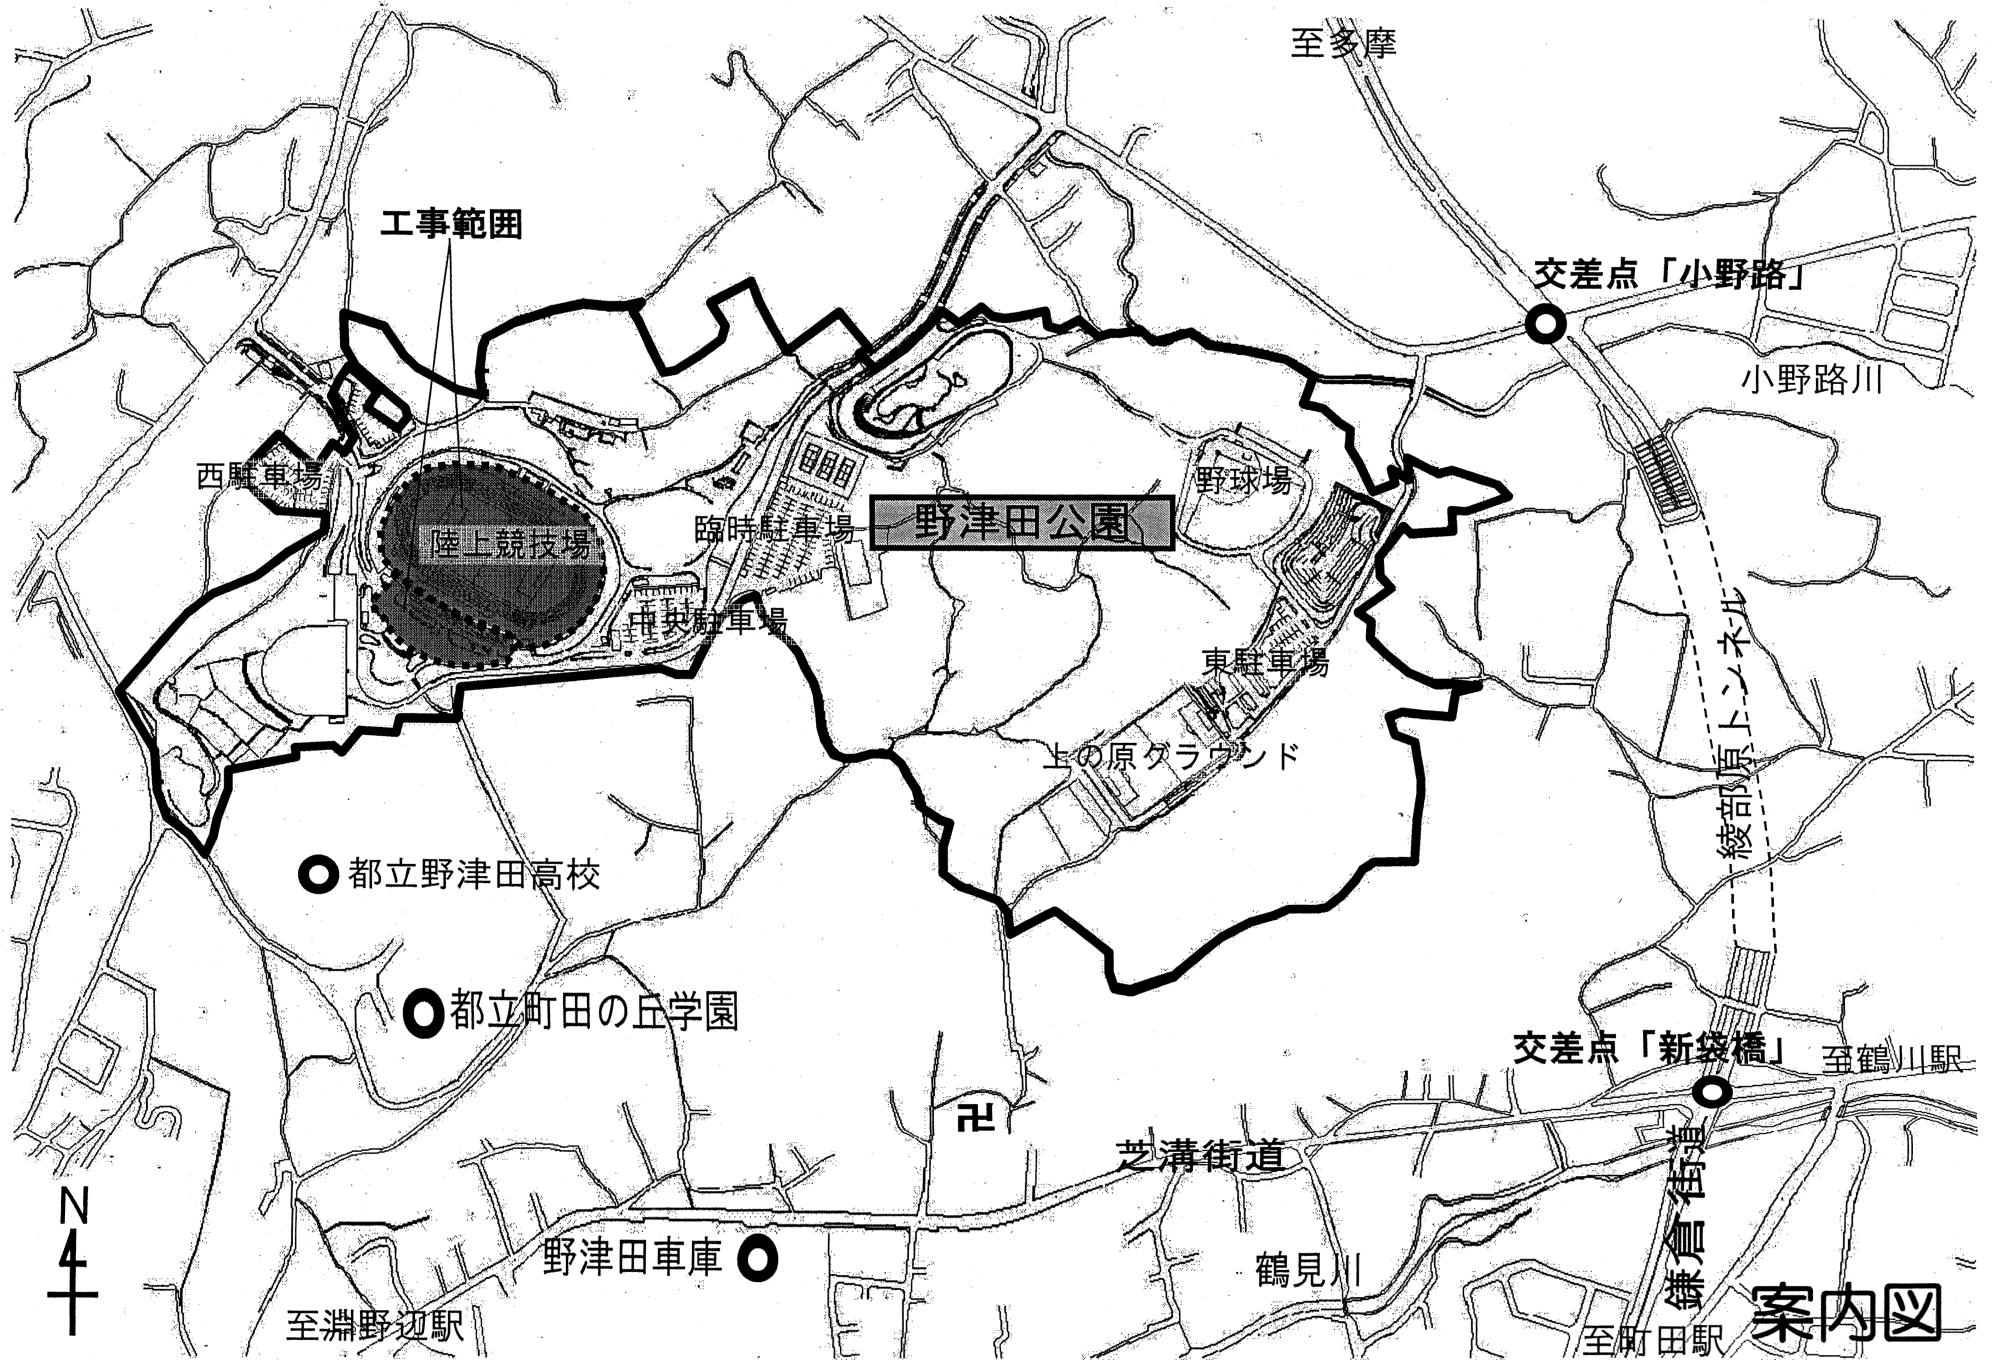 至多摩
工事範囲
交差点「小野路」
小野路川
西駐車場
野球場
陸上競技場
臨時駐車場
野津田公園
中央駐車場
東駐車場
綾部原トンネル
上の原グラウンド
都立野津田高校
都立町田の丘学園
交差点「新袋橋」
至鶴川駅
卍
芝溝街道
鎌倉街道
N
野津田車庫
鶴見川
至淵野辺駅
至町田駅
案内図